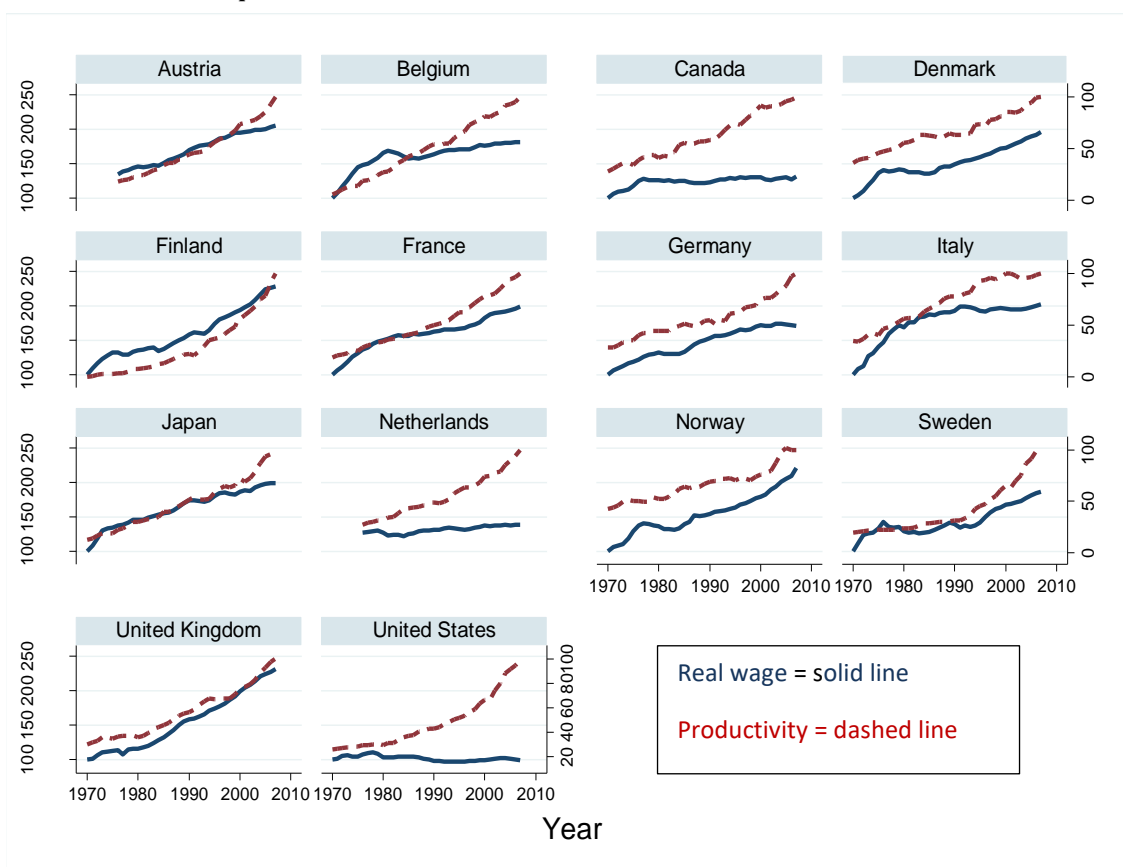 Austria Belgium Canada Denmark
100 150 200 250
0 50 100
Finland France Germany Italy
100 150 200 250
0 50 100
Japan Netherlands Norway Sweden
100 150 200 250
0 50 100
1970 1980 1990 2000 2010 1970 1980 1990 2000 2010
United Kingdom United States
100 150 200 250
20 40 60 80 100
Real wage = solid line
Productivity = dashed line
1970 1980 1990 2000 2010 1970 1980 1990 2000 2010
Year